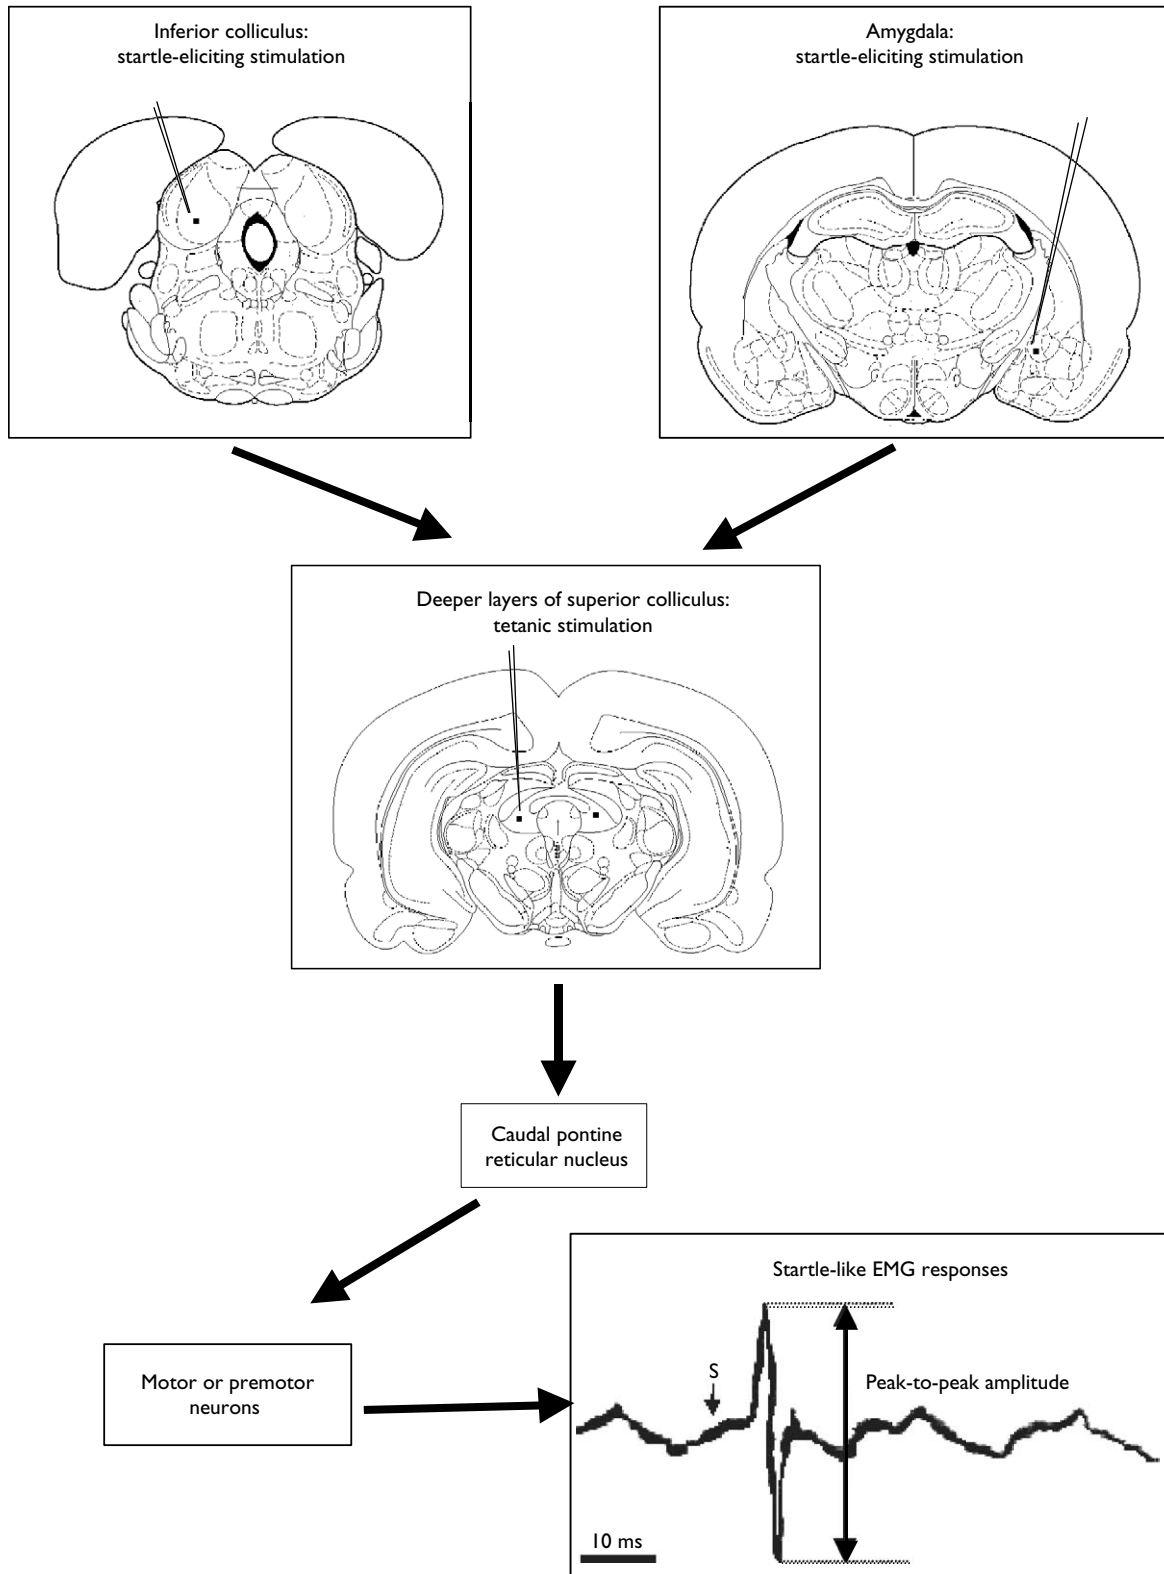 Inferior colliculus:
startle-eliciting stimulation
Amygdala:
startle-eliciting stimulation
Deeper layers of superior colliculus:
tetanic stimulation
Caudal pontine
reticular nucleus
Motor or premotor
neurons
Startle-like EMG responses
S
Peak-to-peak amplitude
10 ms